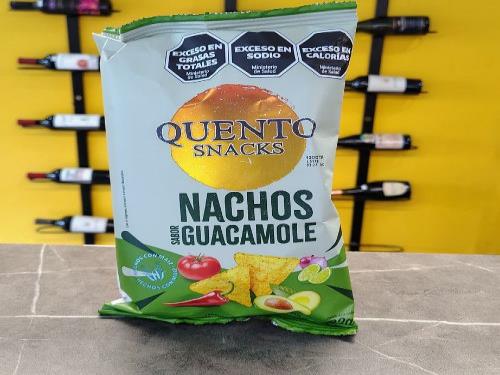 EXCESO EN
GRASAS
TOTALES
Ministerio
de Salud
EXCESO EN
SODIO
Ministerio
de Salud
EXCESO EN
CALORÍAS
Ministerio
de Salud
QUENTO
SNACKS
NACHOS
SABOR GUACAMOLE